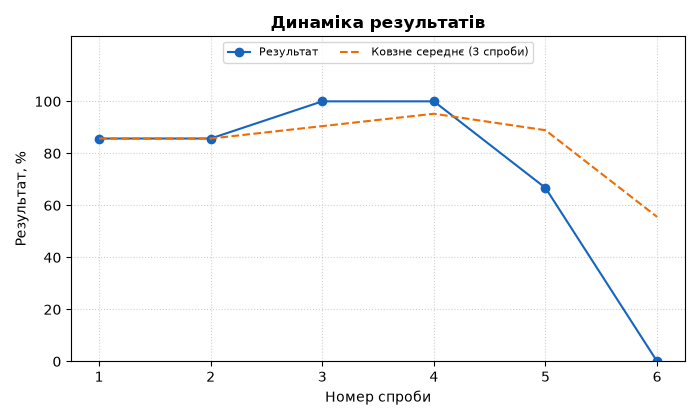 Динаміка результатів
Результат
Ковзне середнє (3 спроби)
Результат, %
100
80
60
40
20
0
1 2 3 4 5 6
Номер спроби